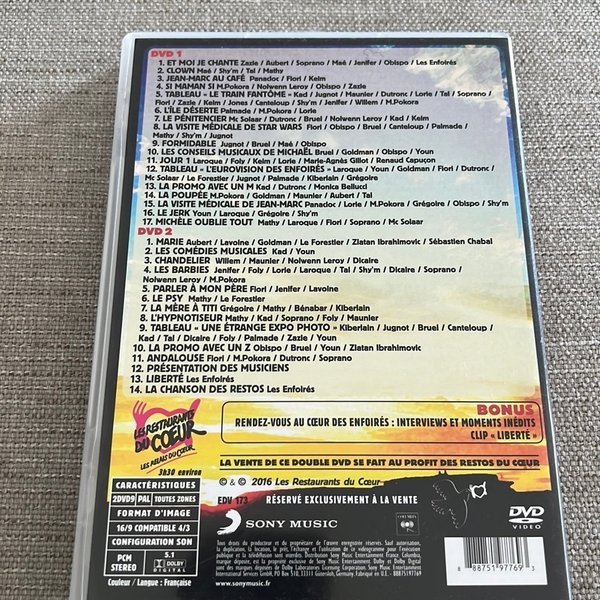 DVD 1
1. ET MOI JE CHANTE Zazie / Aubert / Soprano / Maé / Jenifer / Obispo / Les Enfoirés
2. CLOWN Maé / Shy'm / Tal / Mathy
3. JEAN-MARC AU CAFÉ Panadoc / Fiori / Keim
4. SI MAMAN SI M.Pokora / Nolwenn Leroy / Obispo / Zazie
5. TABLEAU « LE TRAIN FANTÔME » Kad / Jugnot / Maunier / Dutronc / Lorie / Tal / Soprano /
Fiori / Zazie / Keim / Jones / Canteloup / Shy'm / Jenifer / Willem / M.Pokora
6. L'ÎLE DÉSERTE Palmade / M.Pokora / Lorie
7. LE PÉNITENCIER Mc Solaar / Dutronc / Bruel / Nolwenn Leroy / Kad / Keim
8. LA VISITE MÉDICALE DE STAR WARS Fiori / Obispo / Bruel / Canteloup / Palmade /
Mathy / Shy'm / Jugnot
9. FORMIDABLE Jugnot / Bruel / Maé / Obispo
10. LES CONSEILS MUSICAUX DE MICHAËL Bruel / Goldman / Obispo / Youn
11. JOUR 1 Laroque / Foly / Keim / Lorie / Marie-Agnès Gillot / Renaud Capuçon
12. TABLEAU « L'EUROVISION DES ENFOIRÉS » Laroque / Youn / Goldman / Fiori / Dutronc /
Mc Solaar / Le Forestier / Jugnot / Palmade / Kiberlain / Grégoire
13. LA PROMO AVEC UN M Kad / Dutronc / Monica Bellucci
14. LA POUPÉE M.Pokora / Goldman / Maunier / Aubert / Tal
15. LA VISITE MÉDICALE DE JEAN-MARC Panadoc / Lorie / M.Pokora / Grégoire / Obispo / Shy'm
16. LE JERK Youn / Laroque / Grégoire / Shy'm
17. MICHÈLE OUBLIE TOUT Mathy / Laroque / Fiori / Soprano / Mc Solaar
DVD 2
1. MARIE Aubert / Lavoine / Goldman / Le Forestier / Zlatan Ibrahimovic / Sébastien Chabal
2. LES COMÉDIES MUSICALES Kad / Youn
3. CHANDELIER Willem / Maunier / Nolwenn Leroy / Dicaire
4. LES BARBIES Jenifer / Foly / Lorie / Laroque / Tal / Shy'm / Dicaire / Soprano /
Nolwenn Leroy / M.Pokora
5. PARLER À MON PÈRE Fiori / Jenifer / Lavoine
6. LE PSY Mathy / Le Forestier
7. LA MÈRE À TITI Grégoire / Mathy / Bénabar / Kiberlain
8. L'HYPNOTISEUR Mathy / Kad / Soprano / Foly / Maunier
9. TABLEAU « UNE ÉTRANGE EXPO PHOTO » Kiberlain / Jugnot / Bruel / Canteloup /
Kad / Tal / Dicaire / Foly / Palmade / Zazie / Youn
10. LA PROMO AVEC UN Z Obispo / Bruel / Youn / Zlatan Ibrahimovic
11. ANDALOUSE Fiori / M.Pokora / Dutronc / Soprano
12. PRÉSENTATION DES MUSICIENS
13. LIBERTÉ Les Enfoirés
14. LA CHANSON DES RESTOS Les Enfoirés
LES RESTAURANTS
DU COEUR
LES RELAIS DU COEUR
3h30 environ
BONUS
RENDEZ-VOUS AU CŒUR DES ENFOIRÉS : INTERVIEWS ET MOMENTS INÉDITS
CLIP « LIBERTÉ »
LA VENTE DE CE DOUBLE DVD SE FAIT AU PROFIT DES RESTOS DU CŒUR
CARACTÉRISTIQUES
2DVD9 PAL TOUTES ZONES
FORMAT D'IMAGE
16/9 COMPATIBLE 4/3
CONFIGURATION SON
PCM STEREO
5.1
DOLBY
DIGITAL
Couleur / Langue : Française
℗ & © 2016 Les Restaurants du Cœur
EDV 173 RÉSERVÉ EXCLUSIVEMENT À LA VENTE
SONY MUSIC
COLUMBIA
DVD
VIDEO
www.sonymusic.fr
8 88751 97769 3